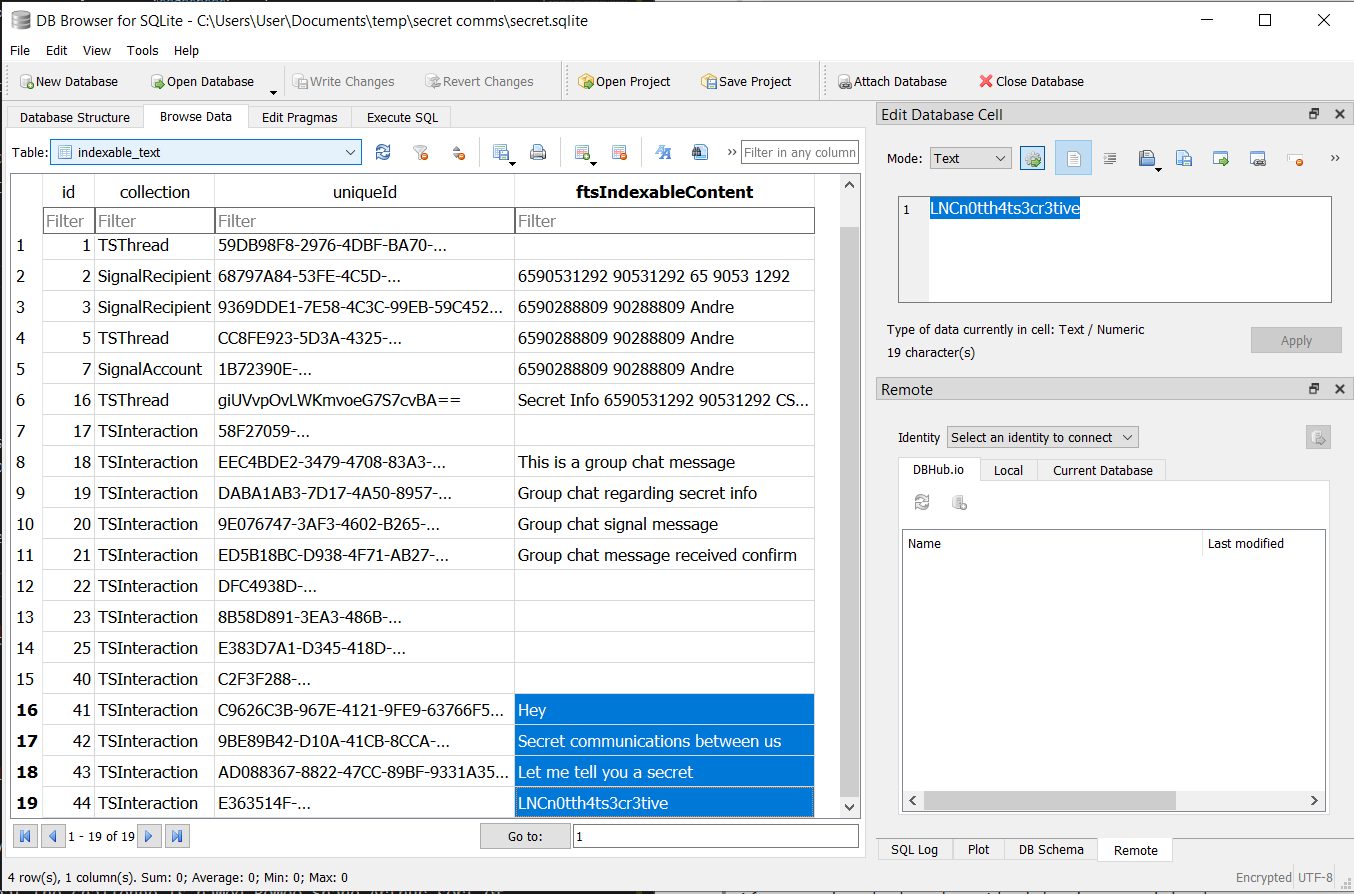 DB Browser for SQLite - C:\Users\User\Documents\temp\secret comms\secret.sqlite
File Edit View Tools Help
New Database Open Database Write Changes Revert Changes Open Project Save Project Attach Database Close Database
Database Structure Browse Data Edit Pragmas Execute SQL
Table: indexable_text Filter in any column
id collection uniqueId ftsIndexableContent
Filter Filter Filter Filter
1 1 TSThread 59DB98F8-2976-4DBF-BA70-...
2 2 SignalRecipient 68797A84-53FE-4C5D-... 6590531292 90531292 65 9053 1292
3 3 SignalRecipient 9369DDE1-7E58-4C3C-99EB-59C452... 6590288809 90288809 Andre
4 5 TSThread CC8FE923-5D3A-4325-... 6590288809 90288809 Andre
5 7 SignalAccount 1B72390E-... 6590288809 90288809 Andre
6 16 TSThread giUVvpOvLWKmvoeG7S7cvBA== Secret Info 6590531292 90531292 CS...
7 17 TSInteraction 58F27059-...
8 18 TSInteraction EEC4BDE2-3479-4708-83A3-... This is a group chat message
9 19 TSInteraction DABA1AB3-7D17-4A50-8957-... Group chat regarding secret info
10 20 TSInteraction 9E076747-3AF3-4602-B265-... Group chat signal message
11 21 TSInteraction ED5B18BC-D938-4F71-AB27-... Group chat message received confirm
12 22 TSInteraction DFC4938D-...
13 23 TSInteraction 8B58D891-3EA3-486B-...
14 25 TSInteraction E383D7A1-D345-418D-...
15 40 TSInteraction C2F3F288-...
16 41 TSInteraction C9626C3B-967E-4121-9FE9-63766F5... Hey
17 42 TSInteraction 9BE89B42-D10A-41CB-8CCA-... Secret communications between us
18 43 TSInteraction AD088367-8822-47CC-89BF-9331A35... Let me tell you a secret
19 44 TSInteraction E363514F-... LNCn0tth4ts3cr3tive
1 - 19 of 19 Go to: 1
Edit Database Cell
Mode: Text
1 LNCn0tth4ts3cr3tive
Type of data currently in cell: Text / Numeric
19 character(s)
Apply
Remote
Identity Select an identity to connect
DBHub.io Local Current Database
Name Last modified
SQL Log Plot DB Schema Remote
4 row(s), 1 column(s). Sum: 0; Average: 0; Min: 0; Max: 0
Encrypted UTF-8